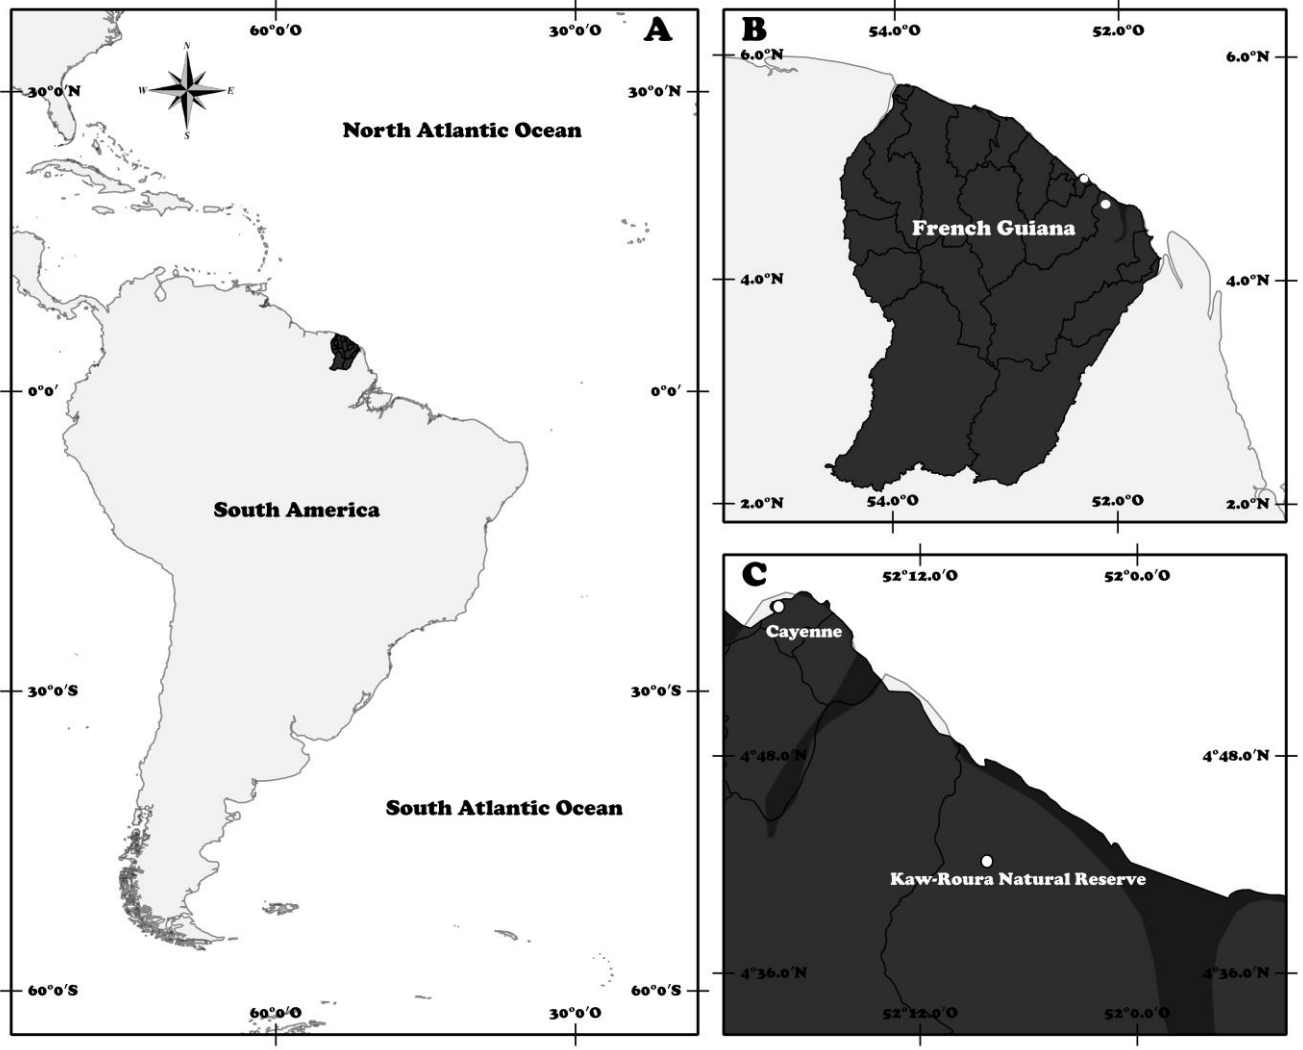 60°0'O 30°0'O A
N
W E
S
30°0'N 30°0'N
North Atlantic Ocean
0°0' 0°0'
South America
30°0'S 30°0'S
South Atlantic Ocean
60°0'S 60°0'S
60°0'O 30°0'O
B 54.0°O 52.0°O
6.0°N 6.0°N
French Guiana
4.0°N 4.0°N
54.0°O 52.0°O
2.0°N 2.0°N
C 52°12.0'O 52°0.0'O
Cayenne
4°48.0'N 4°48.0'N
Kaw-Roura Natural Reserve
4°36.0'N 4°36.0'N
52°12.0'O 52°0.0'O